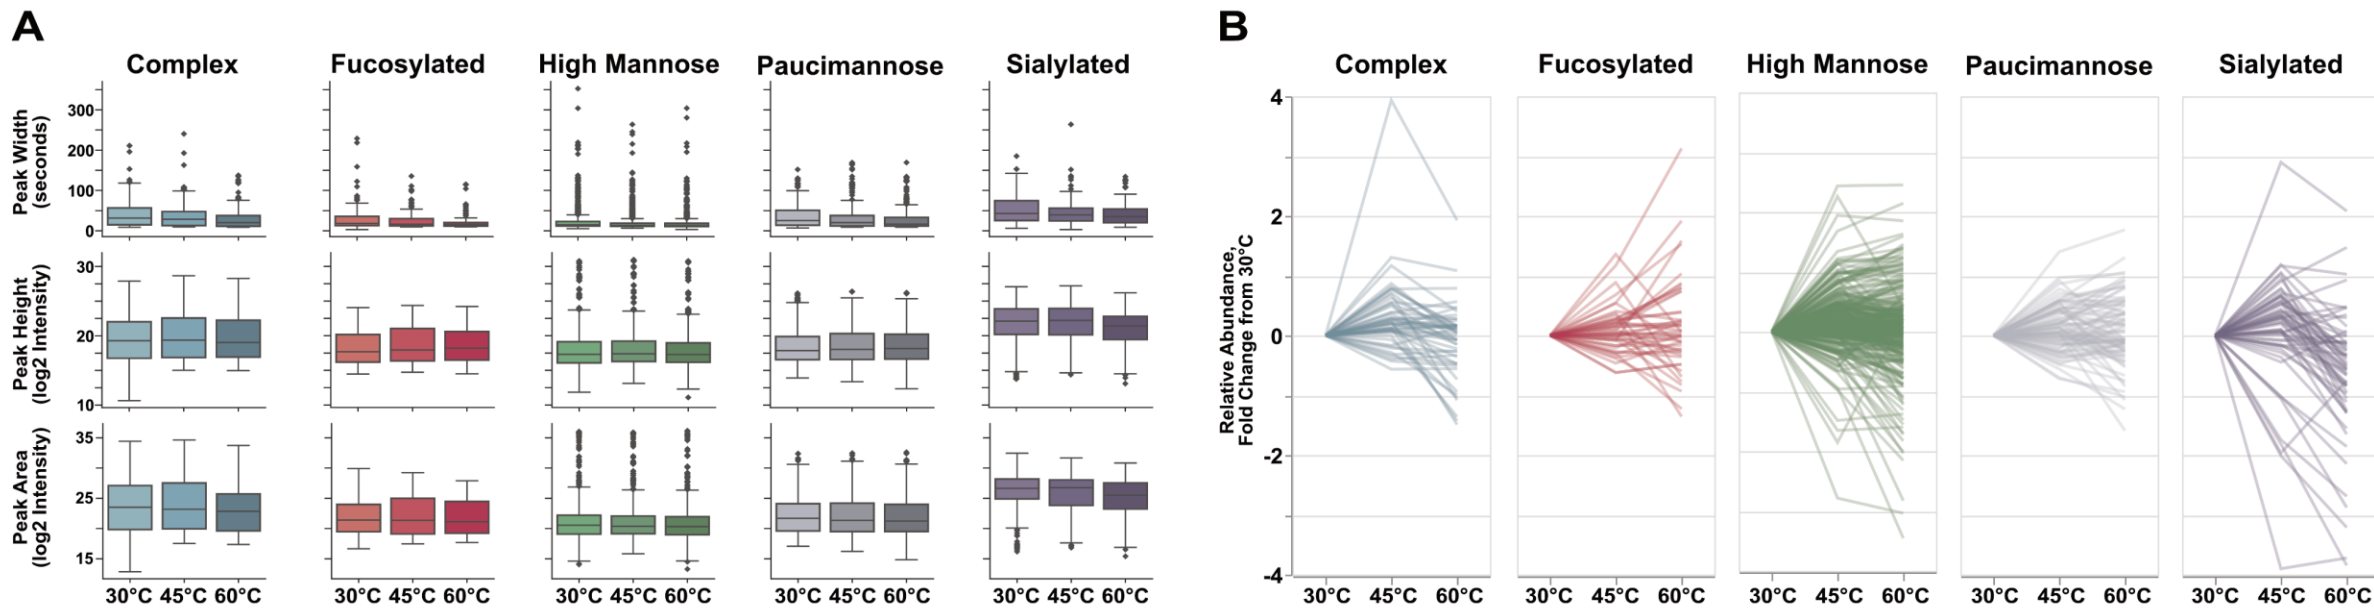 A
Complex Fucosylated High Mannose Paucimannose Sialylated
Peak Width
(seconds)
300
200
100
0
Peak Height
(log2 Intensity)
30
20
10
Peak Area
(log2 Intensity)
35
25
15
30°C 45°C 60°C 30°C 45°C 60°C 30°C 45°C 60°C 30°C 45°C 60°C 30°C 45°C 60°C
B
Complex Fucosylated High Mannose Paucimannose Sialylated
Relative Abundance,
Fold Change from 30°C
4
2
0
-2
-4
30°C 45°C 60°C 30°C 45°C 60°C 30°C 45°C 60°C 30°C 45°C 60°C 30°C 45°C 60°C